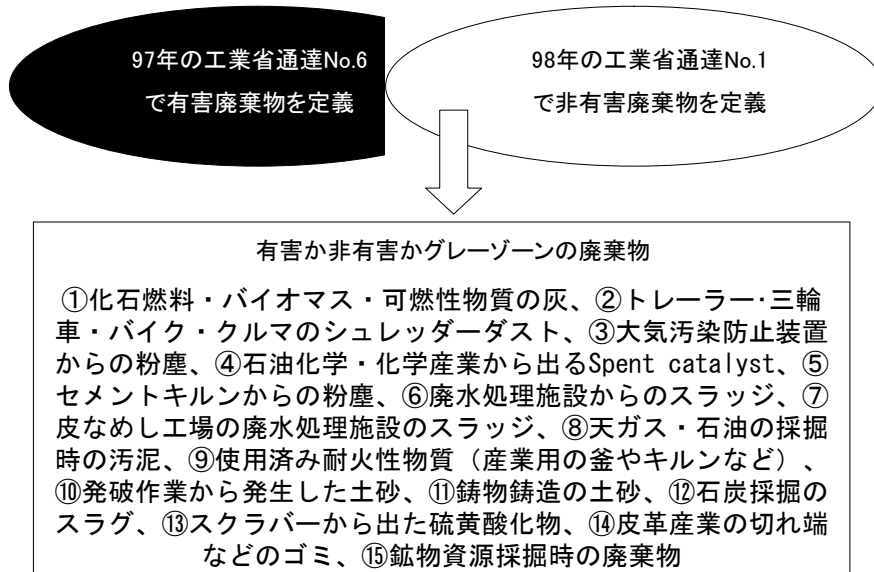 97年の工業省通達No.6
で有害廃棄物を定義
98年の工業省通達No.1
で非有害廃棄物を定義
有害か非有害かグレーゾーンの廃棄物
①化石燃料・バイオマス・可燃性物質の灰、②トレーラー・三輪
車・バイク・クルマのシュレッダーダスト、③大気汚染防止装置
からの粉塵、④石油化学・化学産業から出るSpent catalyst、⑤
セメントキルンからの粉塵、⑥廃水処理施設からのスラッジ、⑦
皮なめし工場の廃水処理施設のスラッジ、⑧天ガス・石油の採掘
時の汚泥、⑨使用済み耐火性物質（産業用の釜やキルンなど）、
⑩発破作業から発生した土砂、⑪鋳物鋳造の土砂、⑫石炭採掘の
スラグ、⑬スクラバーから出た硫黄酸化物、⑭皮革産業の切れ端
などのゴミ、⑮鉱物資源採掘時の廃棄物